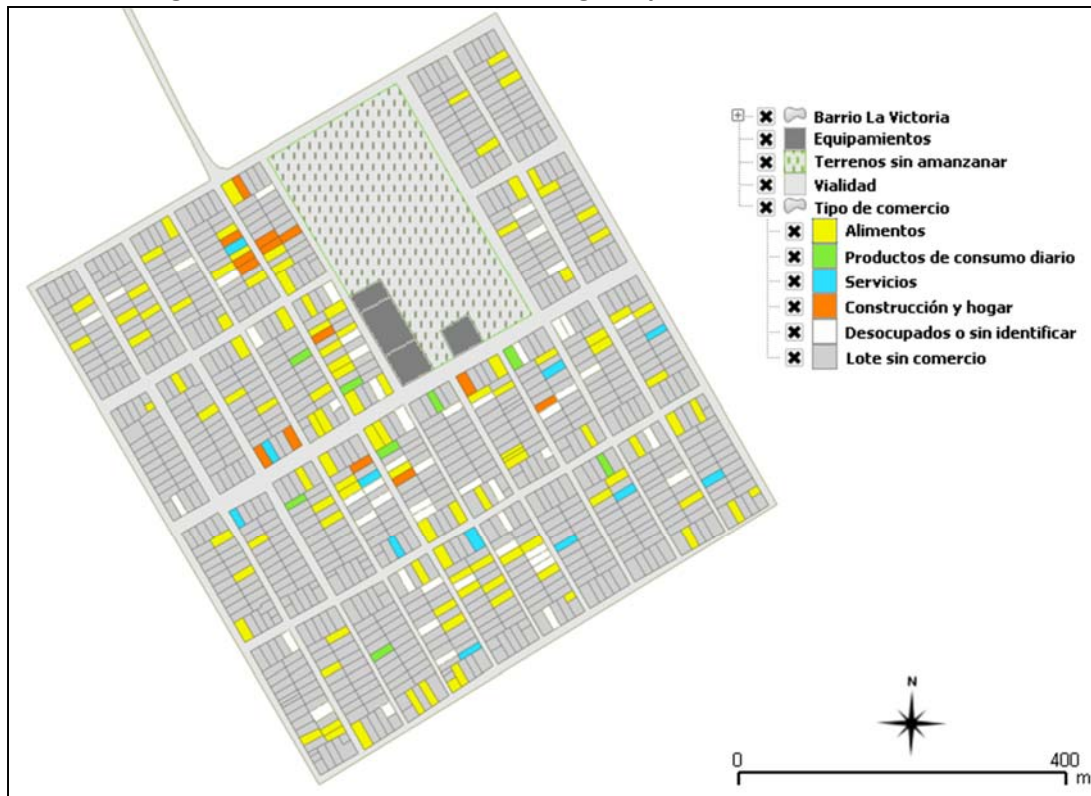 Barrio La Victoria
Equipamientos
Terrenos sin amanzanar
Vialidad
Tipo de comercio
Alimentos
Productos de consumo diario
Servicios
Construcción y hogar
Desocupados o sin identificar
Lote sin comercio
N
0 400
m